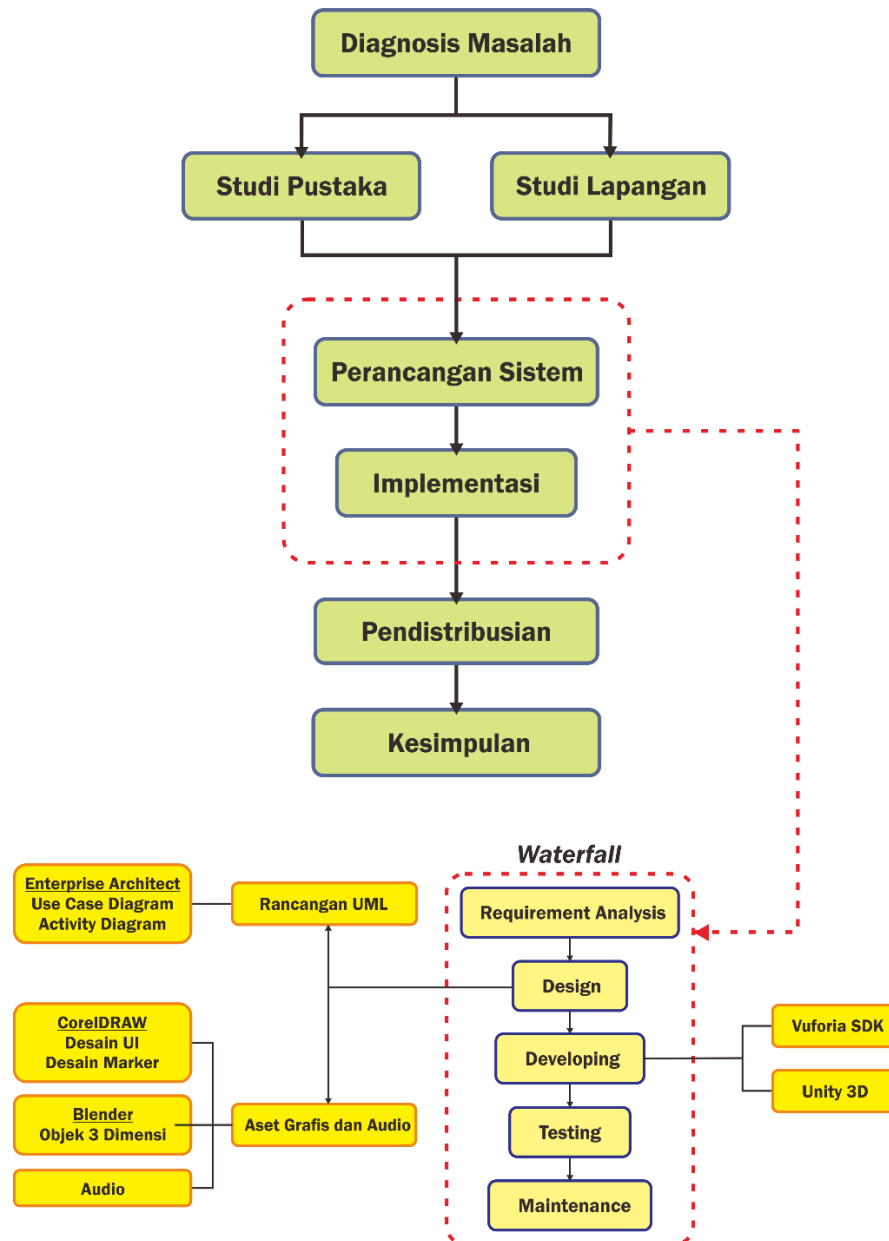 Diagnosis Masalah
Studi Pustaka
Studi Lapangan
Perancangan Sistem
Implementasi
Pendistribusian
Kesimpulan
Waterfall
Enterprise Architect
Use Case Diagram
Activity Diagram
Rancangan UML
Requirement Analysis
Design
CorelDRAW
Desain UI
Desain Marker
Developing
Vuforia SDK
Unity 3D
Blender
Objek 3 Dimensi
Aset Grafis dan Audio
Testing
Audio
Maintenance